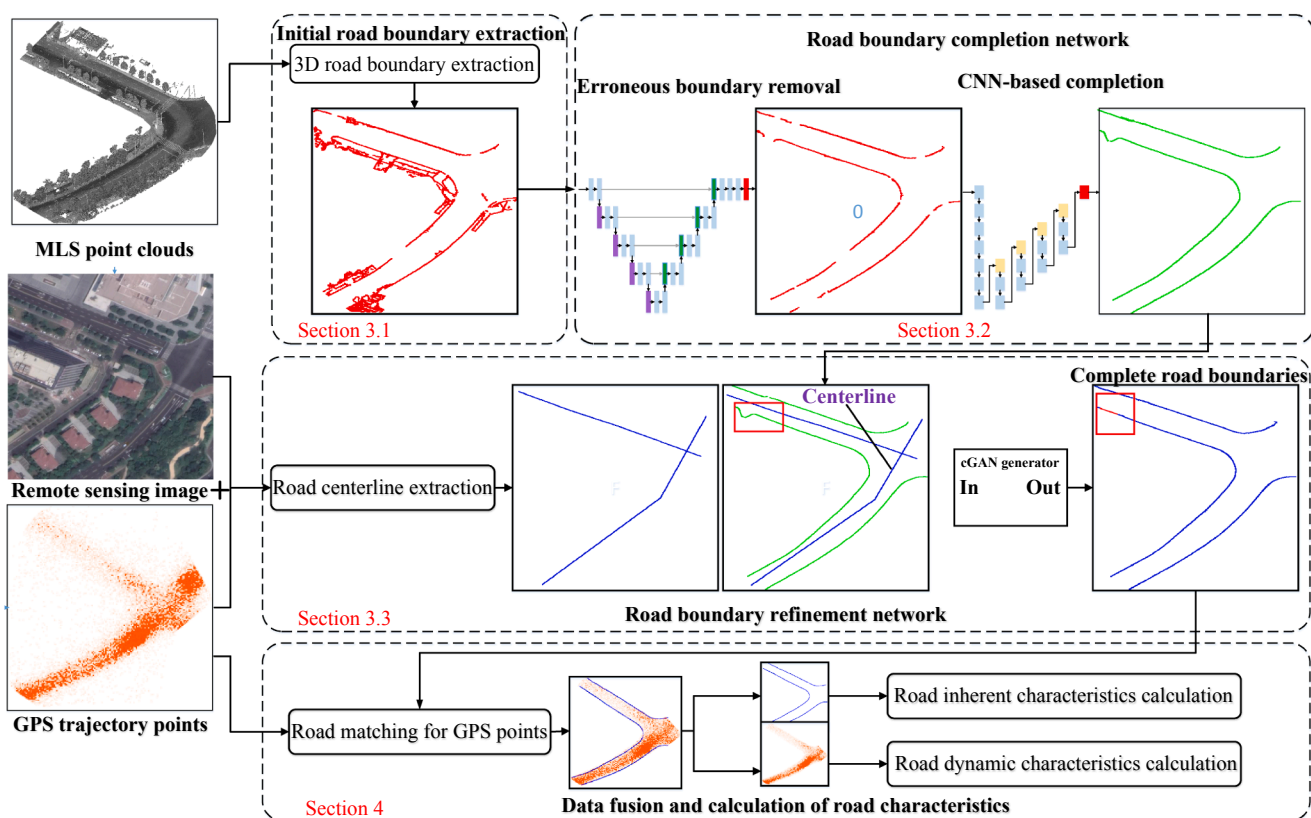 Initial road boundary extraction
3D road boundary extraction
Section 3.1
Road boundary completion network
Erroneous boundary removal
CNN-based completion
0
Section 3.2
MLS point clouds
Remote sensing image
+
GPS trajectory points
Road centerline extraction
F
Centerline
F
Complete road boundaries
cGAN generator
In Out
Section 3.3
Road boundary refinement network
Road matching for GPS points
Road inherent characteristics calculation
Road dynamic characteristics calculation
Section 4
Data fusion and calculation of road characteristics